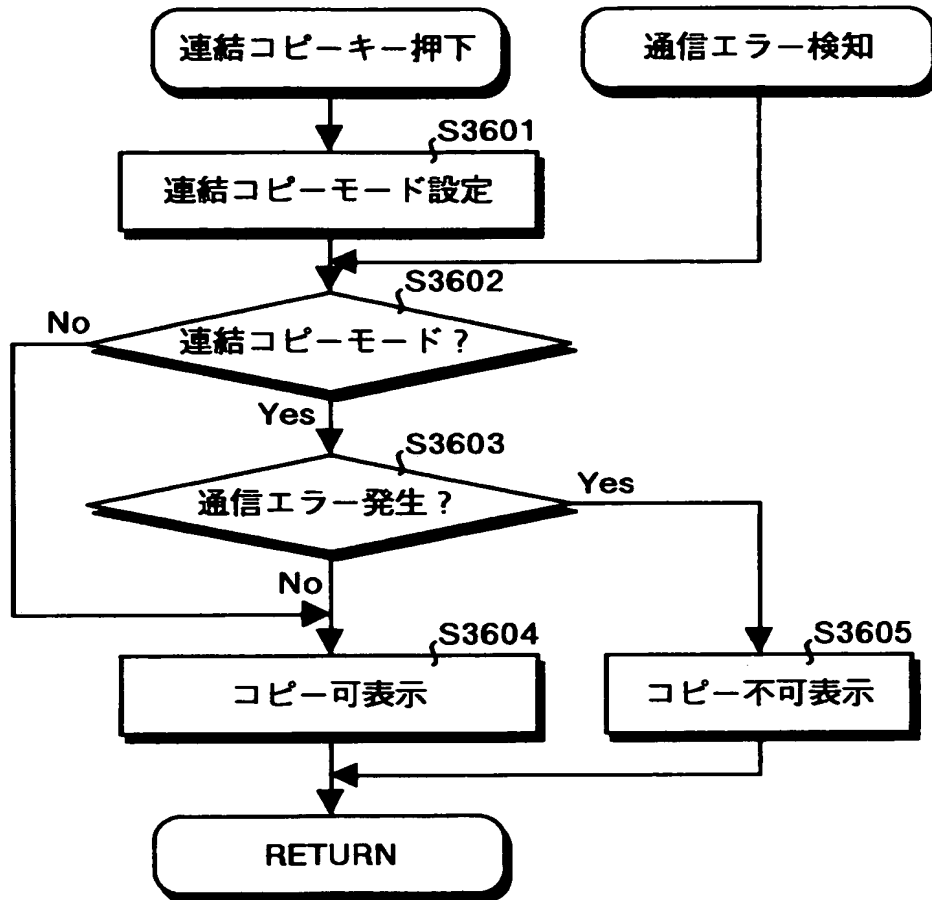 連結コピーキー押下
通信エラー検知
S3601
連結コピーモード設定
S3602
No
連結コピーモード?
Yes
S3603
通信エラー発生?
Yes
No
S3604
コピー可表示
S3605
コピー不可表示
RETURN